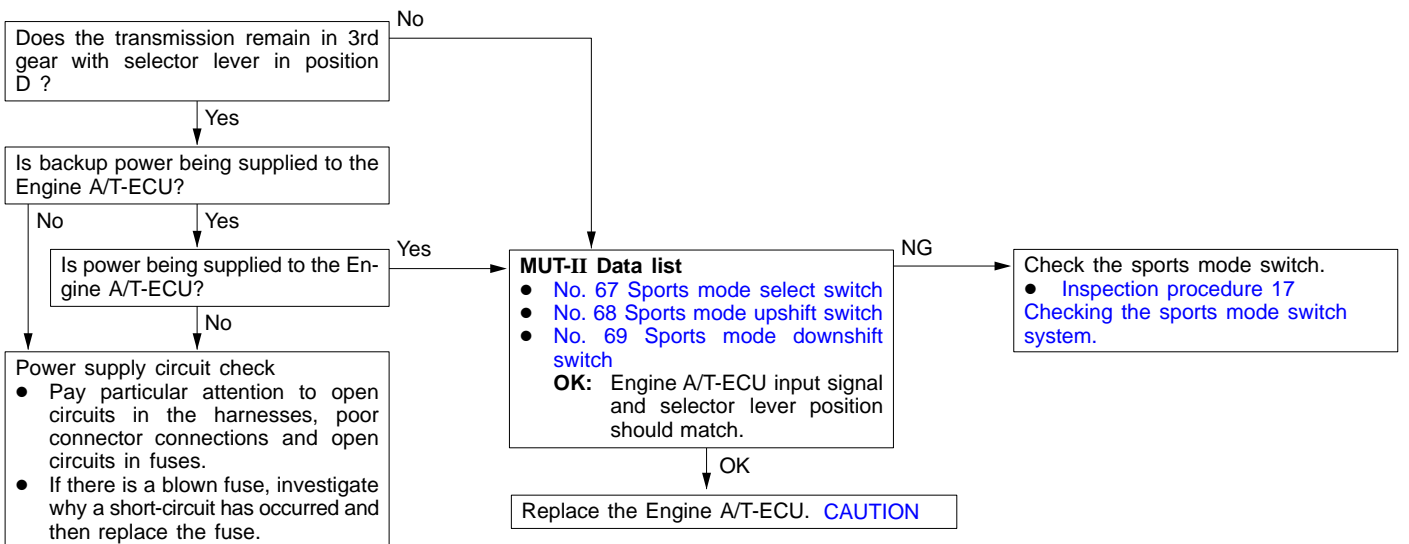 Does the transmission remain in 3rd
gear with selector lever in position
D ?
No
Yes
Is backup power being supplied to the
Engine A/T-ECU?
No
Yes
Is power being supplied to the En-
gine A/T-ECU?
Yes
No
Power supply circuit check
● Pay particular attention to open
circuits in the harnesses, poor
connector connections and open
circuits in fuses.
● If there is a blown fuse, investigate
why a short-circuit has occurred and
then replace the fuse.
MUT-II Data list
● No. 67 Sports mode select switch
● No. 68 Sports mode upshift switch
● No. 69 Sports mode downshift
switch
OK: Engine A/T-ECU input signal
and selector lever position
should match.
NG
OK
Check the sports mode switch.
● Inspection procedure 17
Checking the sports mode switch
system.
Replace the Engine A/T-ECU. CAUTION